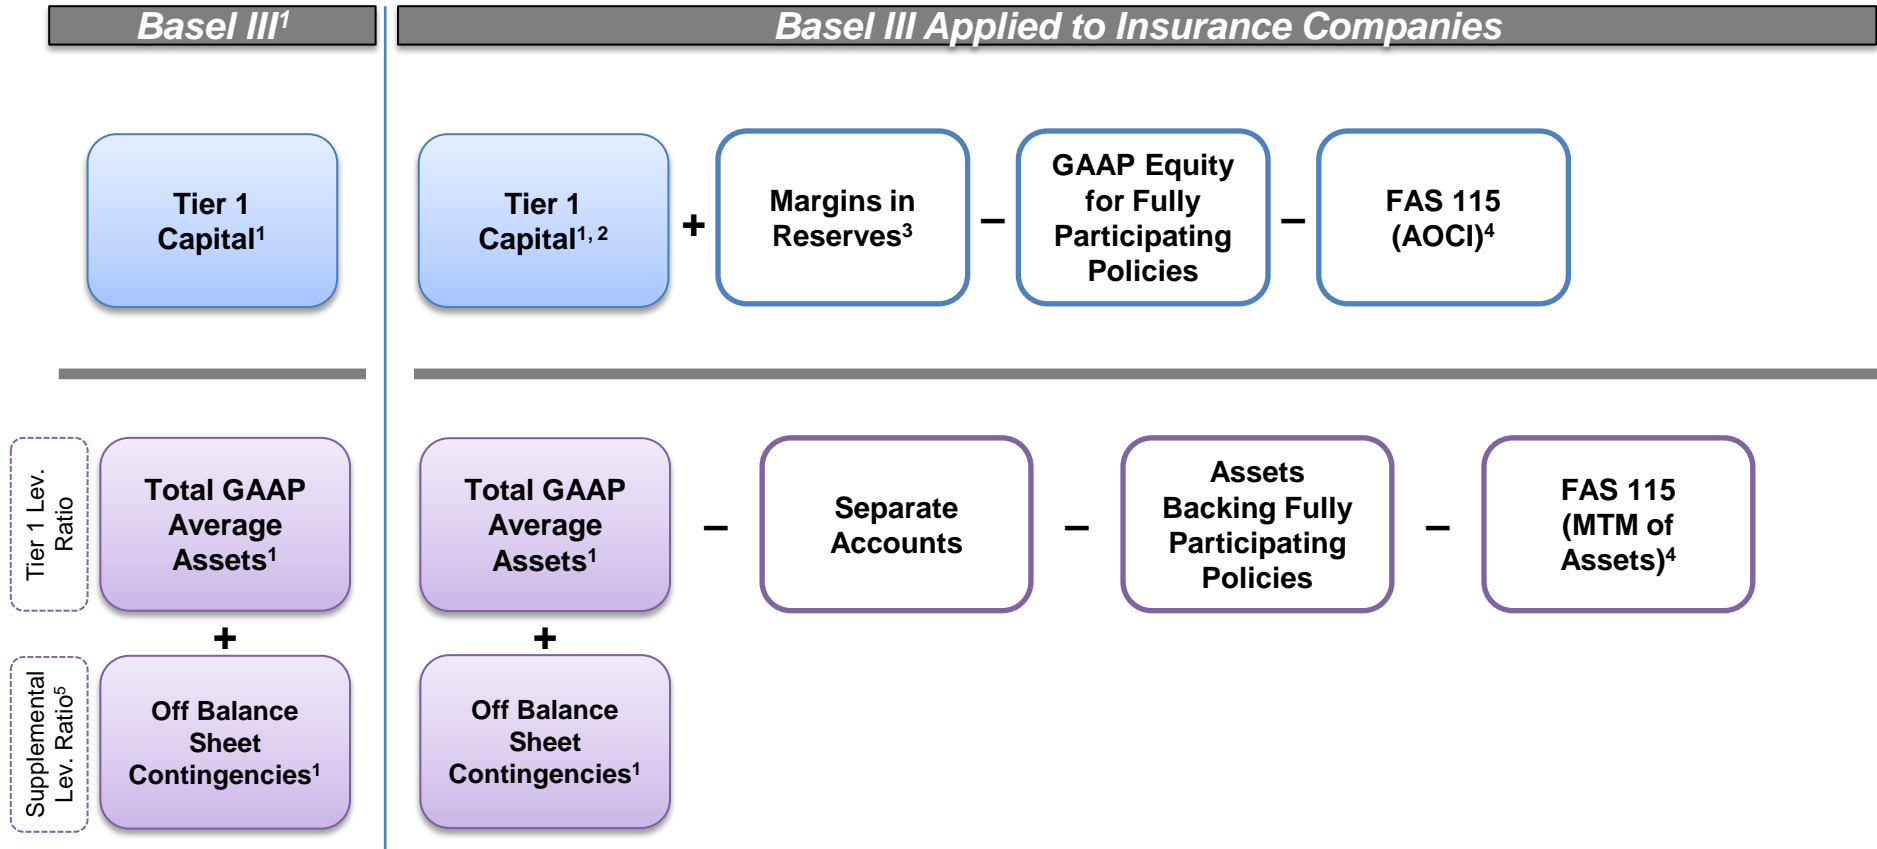 Basel III¹
Basel III Applied to Insurance Companies
Tier 1
Capital¹
Tier 1
Capital¹, ²
+
Margins in
Reserves³
–
GAAP Equity
for Fully
Participating
Policies
–
FAS 115
(AOCI)⁴
Tier 1 Lev.
Ratio
Total GAAP
Average
Assets¹
Total GAAP
Average
Assets¹
–
Separate
Accounts
–
Assets
Backing Fully
Participating
Policies
–
FAS 115
(MTM of
Assets)⁴
+
+
Supplemental
Lev. Ratio⁵
Off Balance
Sheet
Contingencies¹
Off Balance
Sheet
Contingencies¹